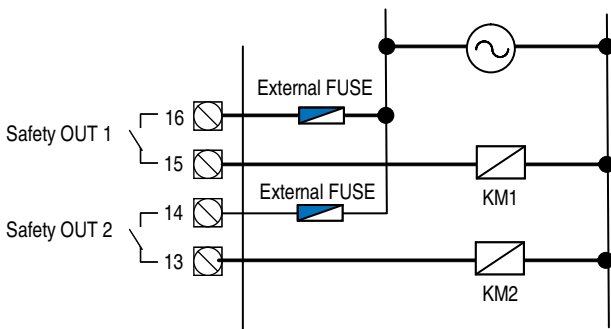 External FUSE
16
Safety OUT 1
15
KM1
External FUSE
14
Safety OUT 2
13
KM2